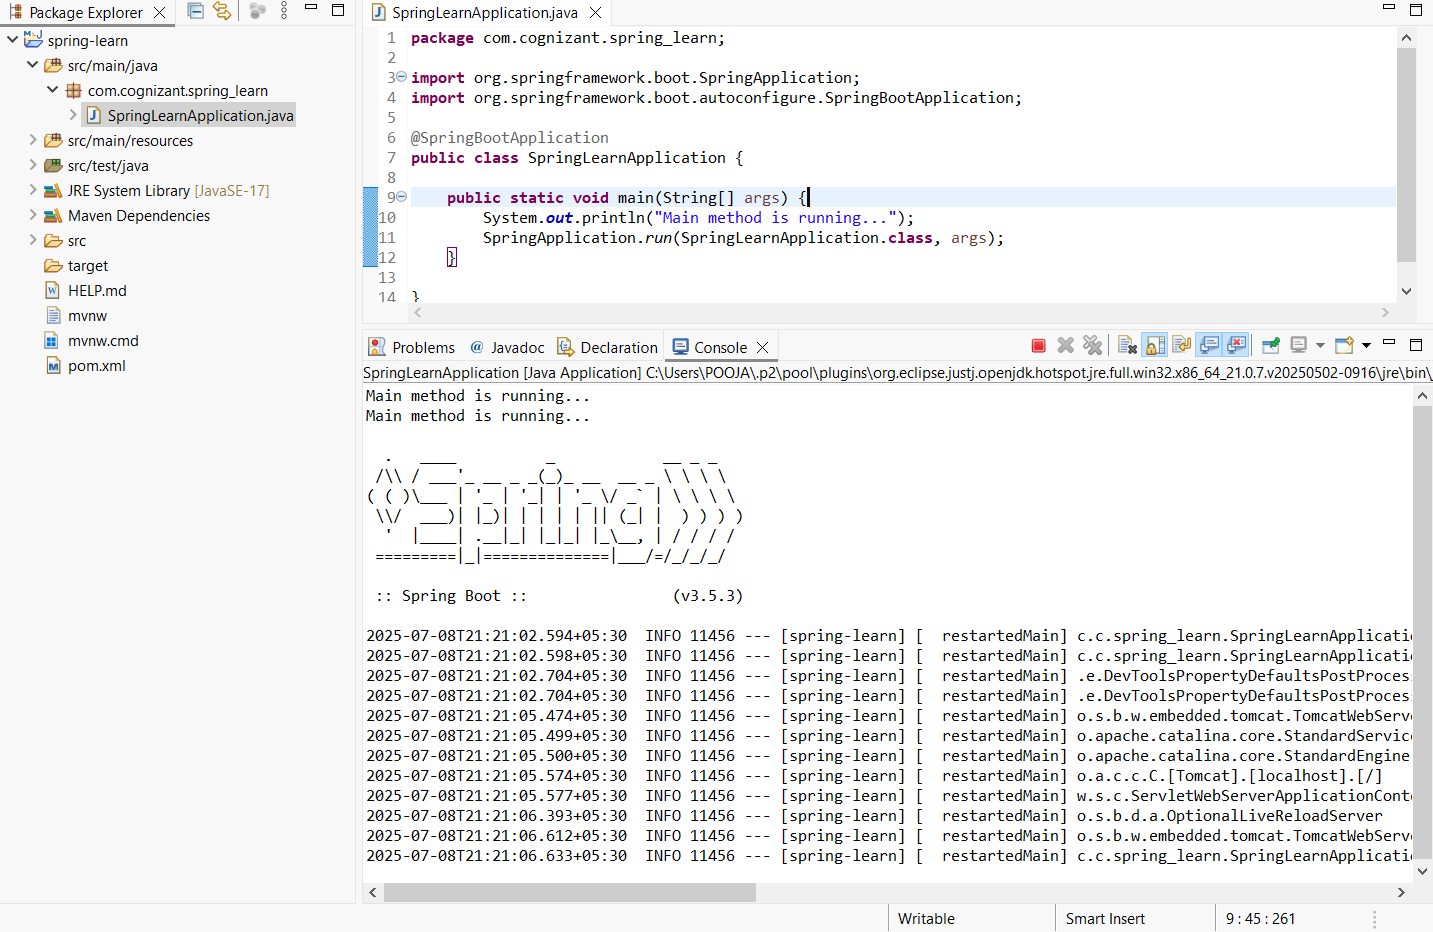 Package Explorer
spring-learn
src/main/java
com.cognizant.spring_learn
SpringLearnApplication.java
src/main/resources
src/test/java
JRE System Library [JavaSE-17]
Maven Dependencies
src
target
HELP.md
mvnw
mvnw.cmd
pom.xml
SpringLearnApplication.java
1 package com.cognizant.spring_learn;
2
3 import org.springframework.boot.SpringApplication;
4 import org.springframework.boot.autoconfigure.SpringBootApplication;
5
6 @SpringBootApplication
7 public class SpringLearnApplication {
8
9     public static void main(String[] args) {
10         System.out.println("Main method is running...");
11         SpringApplication.run(SpringLearnApplication.class, args);
12     }
13
14 }
Problems @ Javadoc Declaration Console
SpringLearnApplication [Java Application] C:\Users\POOJA\.p2\pool\plugins\org.eclipse.justj.openjdk.hotspot.jre.full.win32.x86_64_21.0.7.v20250502-0916\jre\bin\
Main method is running...
Main method is running...
  .   ____          _            __ _ _
 /\\ / ___'_ __ _ _(_)_ __  __ _ \ \ \ \
( ( )\___ | '_ | '_| | '_ \/ _` | \ \ \ \
 \\/  ___)| |_)| | | | | || (_| |  ) ) ) )
  '  |____| .__|_| |_|_| |_\__, | / / / /
 =========|_|==============|___/=/_/_/_/
 :: Spring Boot ::                (v3.5.3)
2025-07-08T21:21:02.594+05:30  INFO 11456 --- [spring-learn] [  restartedMain] c.c.spring_learn.SpringLearnApplicatio
2025-07-08T21:21:02.598+05:30  INFO 11456 --- [spring-learn] [  restartedMain] c.c.spring_learn.SpringLearnApplicatio
2025-07-08T21:21:02.704+05:30  INFO 11456 --- [spring-learn] [  restartedMain] .e.DevToolsPropertyDefaultsPostProces
2025-07-08T21:21:02.704+05:30  INFO 11456 --- [spring-learn] [  restartedMain] .e.DevToolsPropertyDefaultsPostProces
2025-07-08T21:21:05.474+05:30  INFO 11456 --- [spring-learn] [  restartedMain] o.s.b.w.embedded.tomcat.TomcatWebServ
2025-07-08T21:21:05.499+05:30  INFO 11456 --- [spring-learn] [  restartedMain] o.apache.catalina.core.StandardService
2025-07-08T21:21:05.500+05:30  INFO 11456 --- [spring-learn] [  restartedMain] o.apache.catalina.core.StandardEngine
2025-07-08T21:21:05.574+05:30  INFO 11456 --- [spring-learn] [  restartedMain] o.a.c.c.C.[Tomcat].[localhost].[/]
2025-07-08T21:21:05.577+05:30  INFO 11456 --- [spring-learn] [  restartedMain] w.s.c.ServletWebServerApplicationCont
2025-07-08T21:21:06.393+05:30  INFO 11456 --- [spring-learn] [  restartedMain] o.s.b.d.a.OptionalLiveReloadServer
2025-07-08T21:21:06.612+05:30  INFO 11456 --- [spring-learn] [  restartedMain] o.s.b.w.embedded.tomcat.TomcatWebServ
2025-07-08T21:21:06.633+05:30  INFO 11456 --- [spring-learn] [  restartedMain] c.c.spring_learn.SpringLearnApplicatio
Writable Smart Insert 9 : 45 : 261